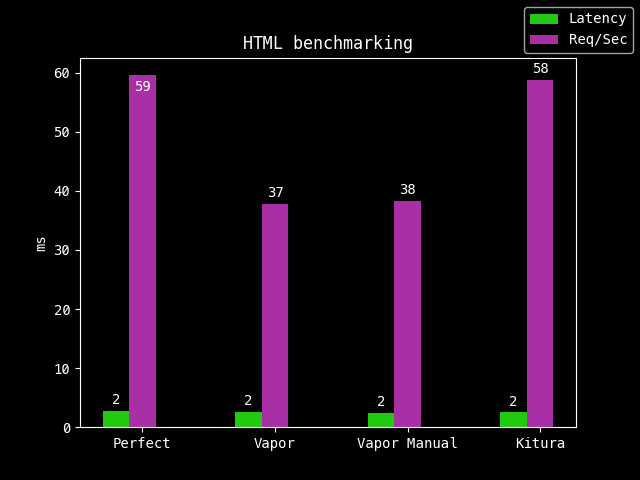 Latency
Req/Sec
HTML benchmarking
60
50
40
30
20
10
0
ms
2
59
2
37
2
38
2
58
Perfect
Vapor
Vapor Manual
Kitura